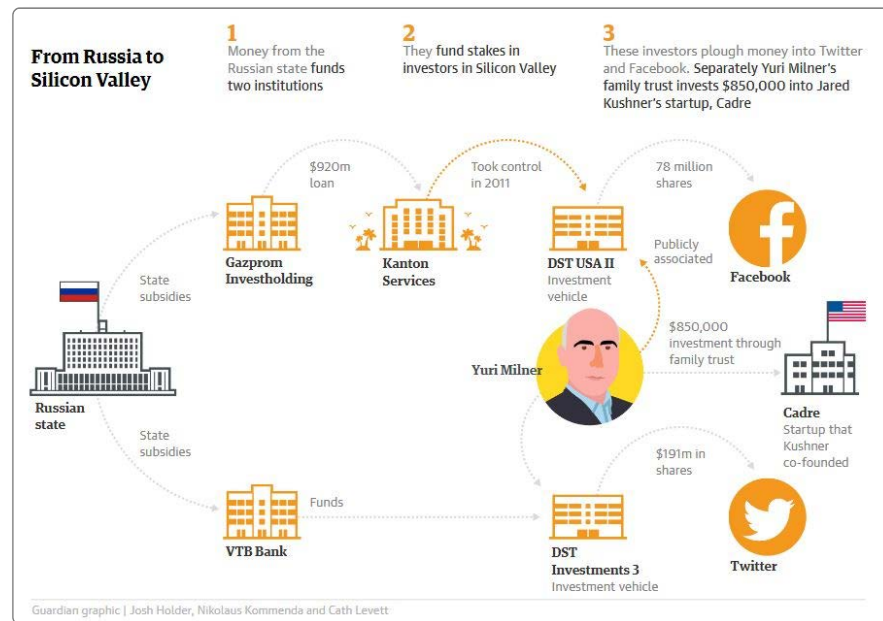 From Russia to
Silicon Valley
1
Money from the
Russian state funds
two institutions
2
They fund stakes in
investors in Silicon Valley
3
These investors plough money into Twitter
and Facebook. Separately Yuri Milner's
family trust invests $850,000 into Jared
Kushner's startup, Cadre
$920m
loan
Took control
in 2011
78 million
shares
Gazprom
Investholding
Kanton
Services
DST USA II
Investment
vehicle
Publicly
associated
Facebook
State
subsidies
$850,000
investment through
family trust
Yuri Milner
Russian
state
Cadre
Startup that
Kushner
co-founded
State
subsidies
$191m in
shares
Funds
VTB Bank
DST
Investments 3
Investment vehicle
Twitter
Guardian graphic | Josh Holder, Nikolaus Kommenda and Cath Levett